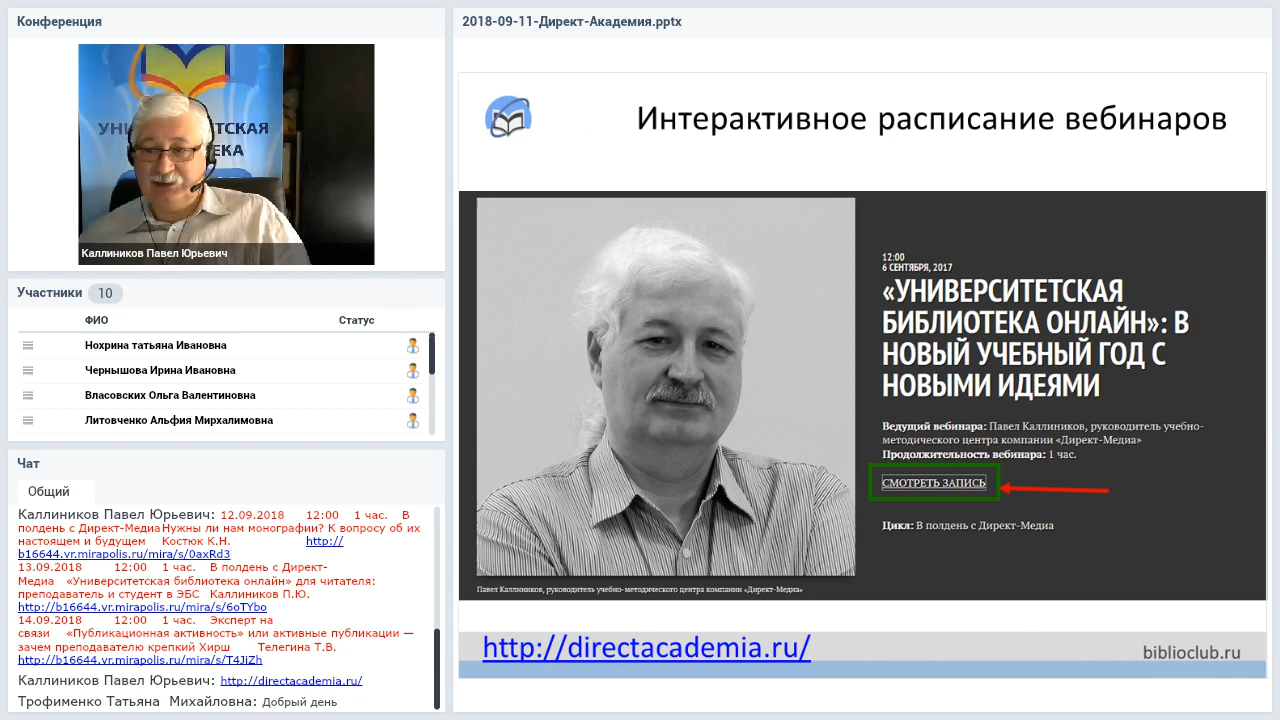 Конференция
УНИ
ИТЕТСКАЯ
ЕКА
Каллиников Павел Юрьевич
Участники 10
ФИО Статус
Нохрина татьяна Ивановна
Чернышова Ирина Ивановна
Власовских Ольга Валентиновна
Литовченко Альфия Мирхалимовна
Чат
Общий
Каллиников Павел Юрьевич: 12.09.2018 12:00 1 час. В
полдень с Директ-Медиа Нужны ли нам монографии? К вопросу об их
настоящем и будущем Костюк К.Н. http://
b16644.vr.mirapolis.ru/mira/s/0axRd3
13.09.2018 12:00 1 час. В полдень с Директ-
Медиа «Университетская библиотека онлайн» для читателя:
преподаватель и студент в ЭБС Каллиников П.Ю.
http://b16644.vr.mirapolis.ru/mira/s/6oTYbo
14.09.2018 12:00 1 час. Эксперт на
связи «Публикационная активность» или активные публикации —
зачем преподавателю крепкий Хирш Телегина Т.В.
http://b16644.vr.mirapolis.ru/mira/s/T4JiZh
Каллиников Павел Юрьевич: http://directacademia.ru/
Трофименко Татьяна Михайловна: Добрый день
2018-09-11-Директ-Академия.pptx
Интерактивное расписание вебинаров
12:00
6 СЕНТЯБРЯ, 2017
«УНИВЕРСИТЕТСКАЯ
БИБЛИОТЕКА ОНЛАЙН»: В
НОВЫЙ УЧЕБНЫЙ ГОД С
НОВЫМИ ИДЕЯМИ
Ведущий вебинара: Павел Каллиников, руководитель учебно-
методического центра компании «Директ-Медиа»
Продолжительность вебинара: 1 час.
СМОТРЕТЬ ЗАПИСЬ
Цикл: В полдень с Директ-Медиа
Павел Каллиников, руководитель учебно-методического центра компании «Директ-Медиа»
http://directacademia.ru/
biblioclub.ru